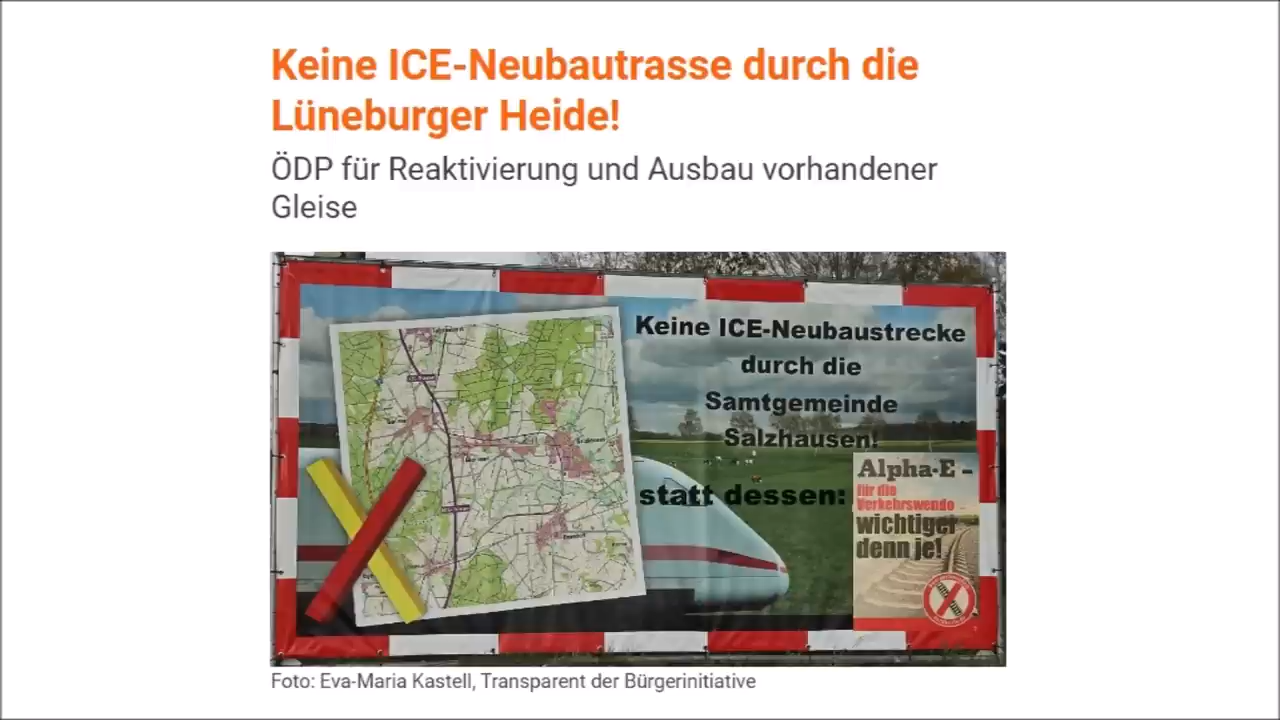 Keine ICE-Neubautrasse durch die
Lüneburger Heide!
ÖDP für Reaktivierung und Ausbau vorhandener
Gleise
Keine ICE-Neubaustrecke
durch die
Samtgemeinde
Salzhausen!
statt dessen:
Alpha-E -
für die
Verkehrswende
wichtiger
denn je!
Foto: Eva-Maria Kastell, Transparent der Bürgerinitiative